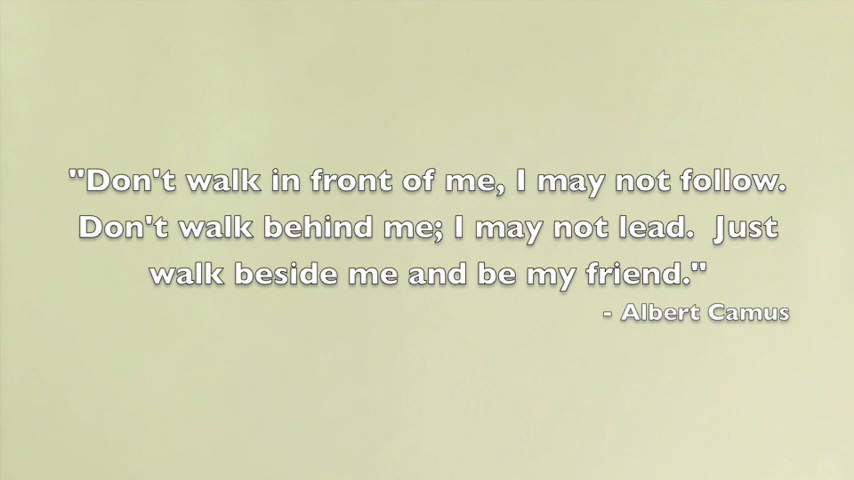 "Don't walk in front of me, I may not follow.
Don't walk behind me; I may not lead.  Just
walk beside me and be my friend."
- Albert Camus